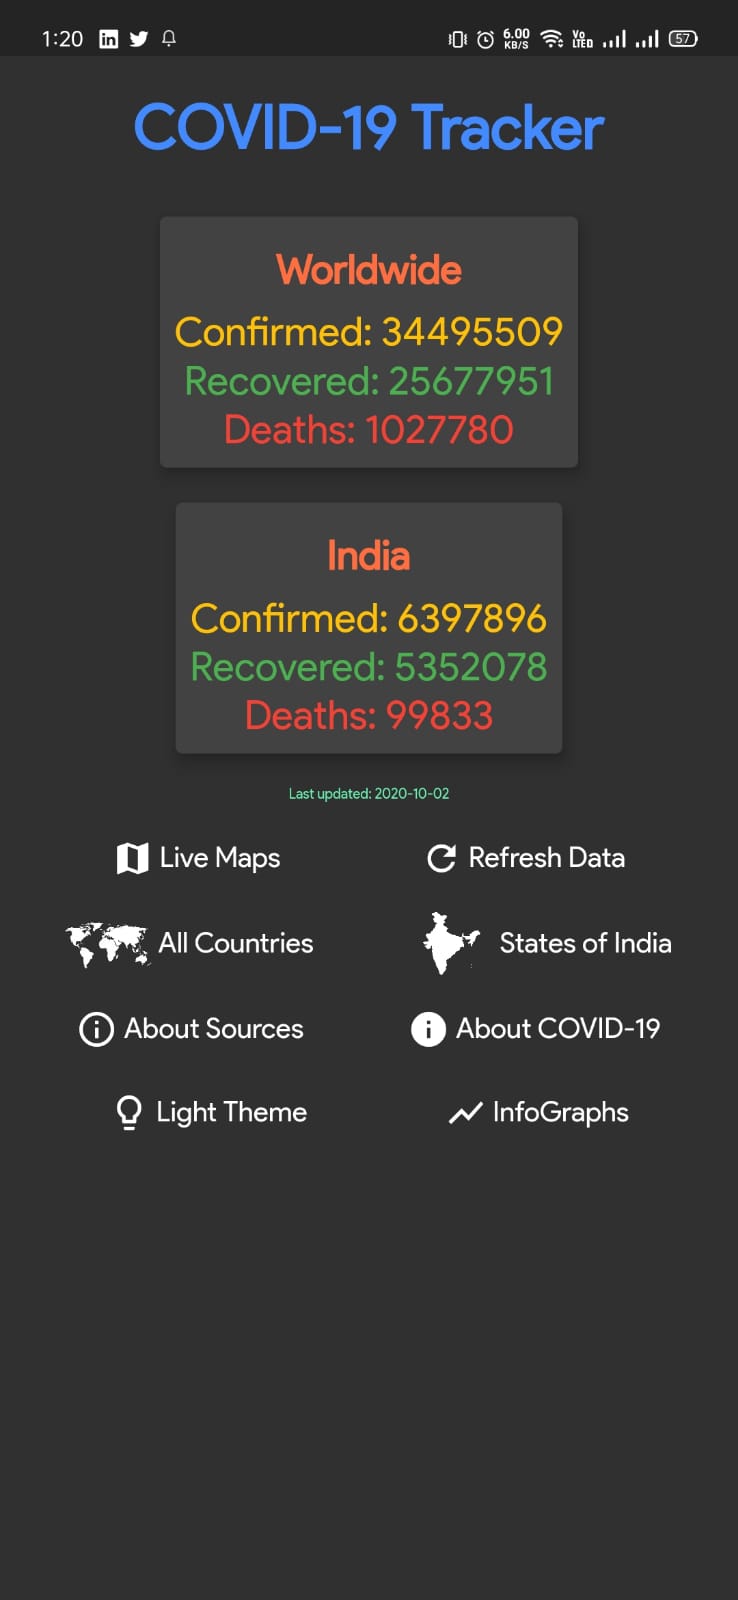 1:20 in 6.00 KB/S Vo LTED 57
COVID-19 Tracker
Worldwide
Confirmed: 34495509
Recovered: 25677951
Deaths: 1027780
India
Confirmed: 6397896
Recovered: 5352078
Deaths: 99833
Last updated: 2020-10-02
Live Maps Refresh Data
All Countries States of India
About Sources About COVID-19
Light Theme InfoGraphs